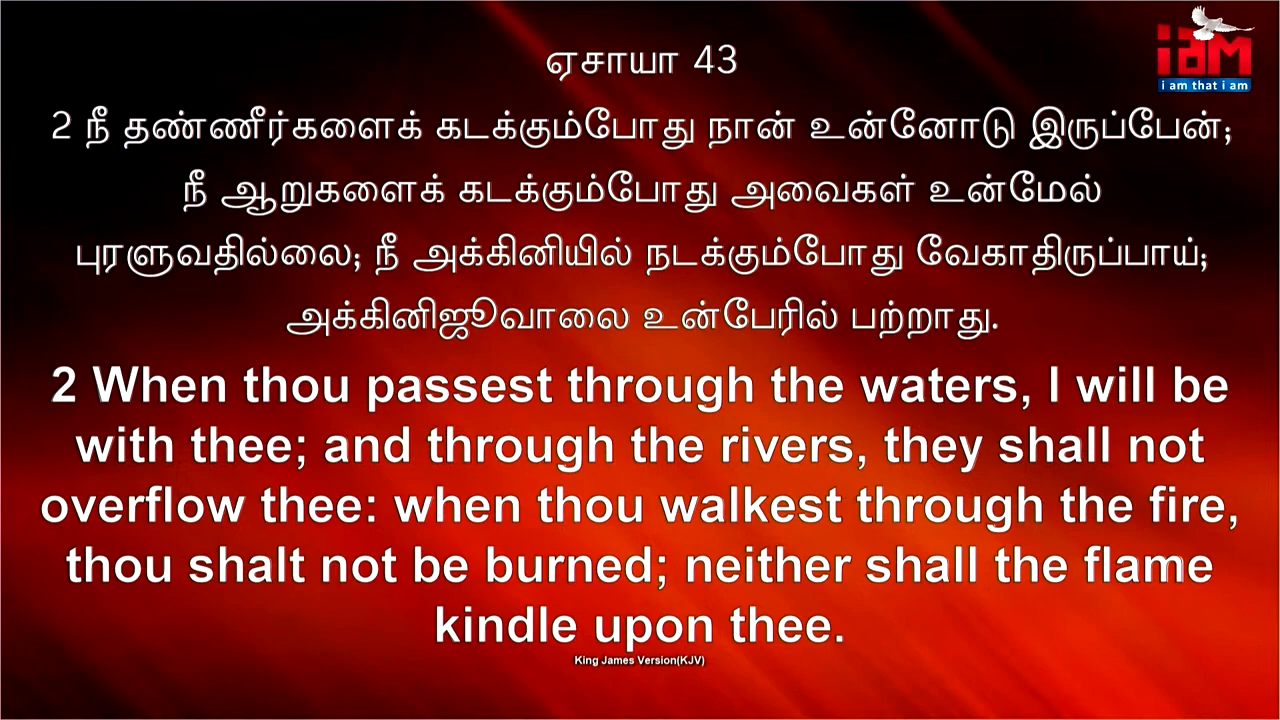 iam
i am that i am
ஏசாயா 43
2 நீ தண்ணீர்களைக் கடக்கும்போது நான் உன்னோடு இருப்பேன்;
நீ ஆறுகளைக் கடக்கும்போது அவைகள் உன்மேல்
புரளுவதில்லை; நீ அக்கினியில் நடக்கும்போது வேகாதிருப்பாய்;
அக்கினிஜூவாலை உன்பேரில் பற்றாது.
2 When thou passest through the waters, I will be
with thee; and through the rivers, they shall not
overflow thee: when thou walkest through the fire,
thou shalt not be burned; neither shall the flame
kindle upon thee.
King James Version(KJV)